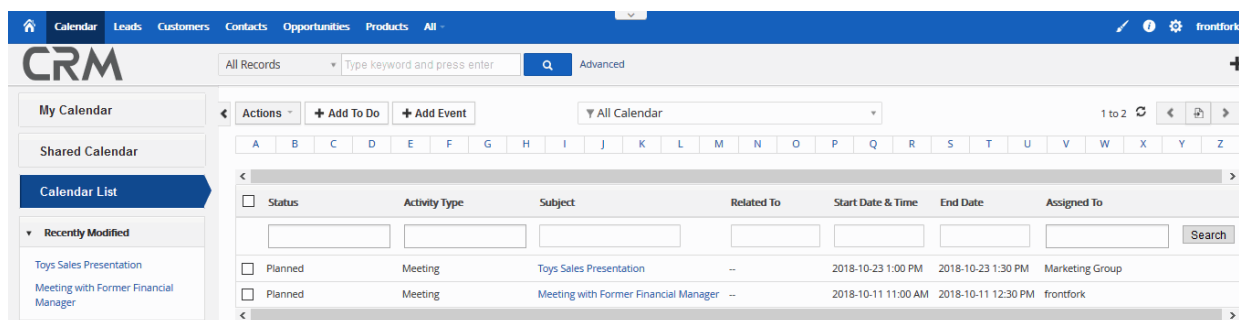 Calendar Leads Customers Contacts Opportunities Products All frontfork
CRM
All Records Type keyword and press enter Advanced
My Calendar
Shared Calendar
Calendar List
Recently Modified
Toys Sales Presentation
Meeting with Former Financial
Manager
Actions + Add To Do + Add Event All Calendar 1 to 2
A B C D E F G H I J K L M N O P Q R S T U V W X Y Z
Status Activity Type Subject Related To Start Date & Time End Date Assigned To
Search
Planned Meeting Toys Sales Presentation -- 2018-10-23 1:00 PM 2018-10-23 1:30 PM Marketing Group
Planned Meeting Meeting with Former Financial Manager -- 2018-10-11 11:00 AM 2018-10-11 12:30 PM frontfork